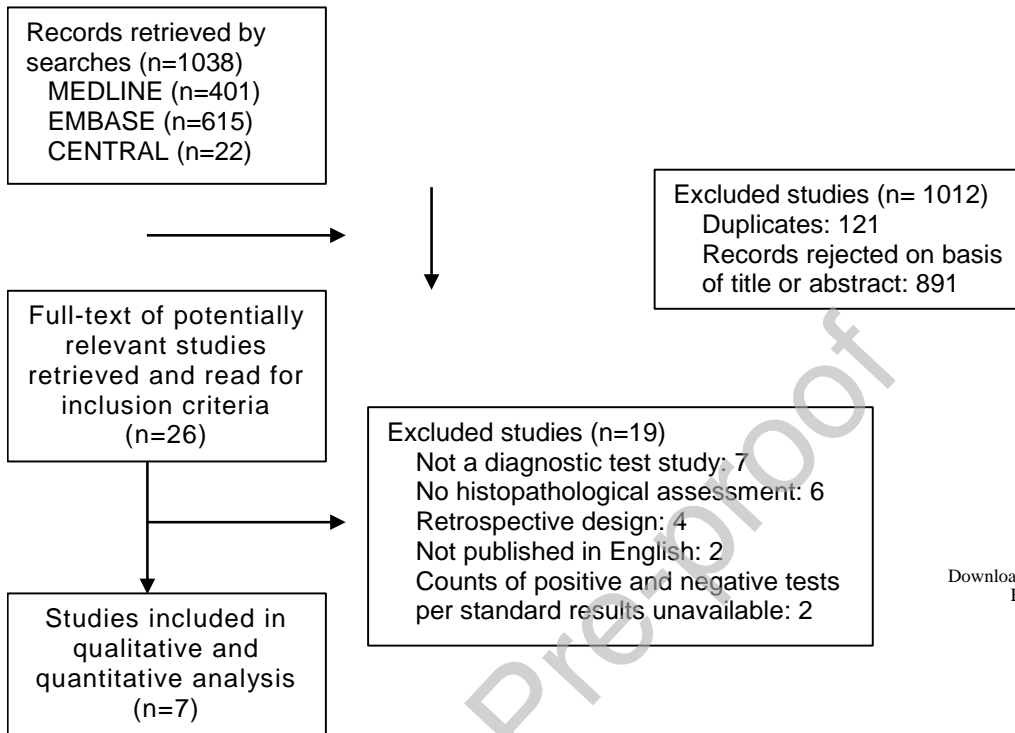 Records retrieved by
searches (n=1038)
MEDLINE (n=401)
EMBASE (n=615)
CENTRAL (n=22)
Excluded studies (n= 1012)
Duplicates: 121
Records rejected on basis
of title or abstract: 891
Full-text of potentially
relevant studies
retrieved and read for
inclusion criteria
(n=26)
Excluded studies (n=19)
Not a diagnostic test study: 7
No histopathological assessment: 6
Retrospective design: 4
Not published in English: 2
Counts of positive and negative tests
per standard results unavailable: 2
Studies included in
qualitative and
quantitative analysis
(n=7)
Pre-proof